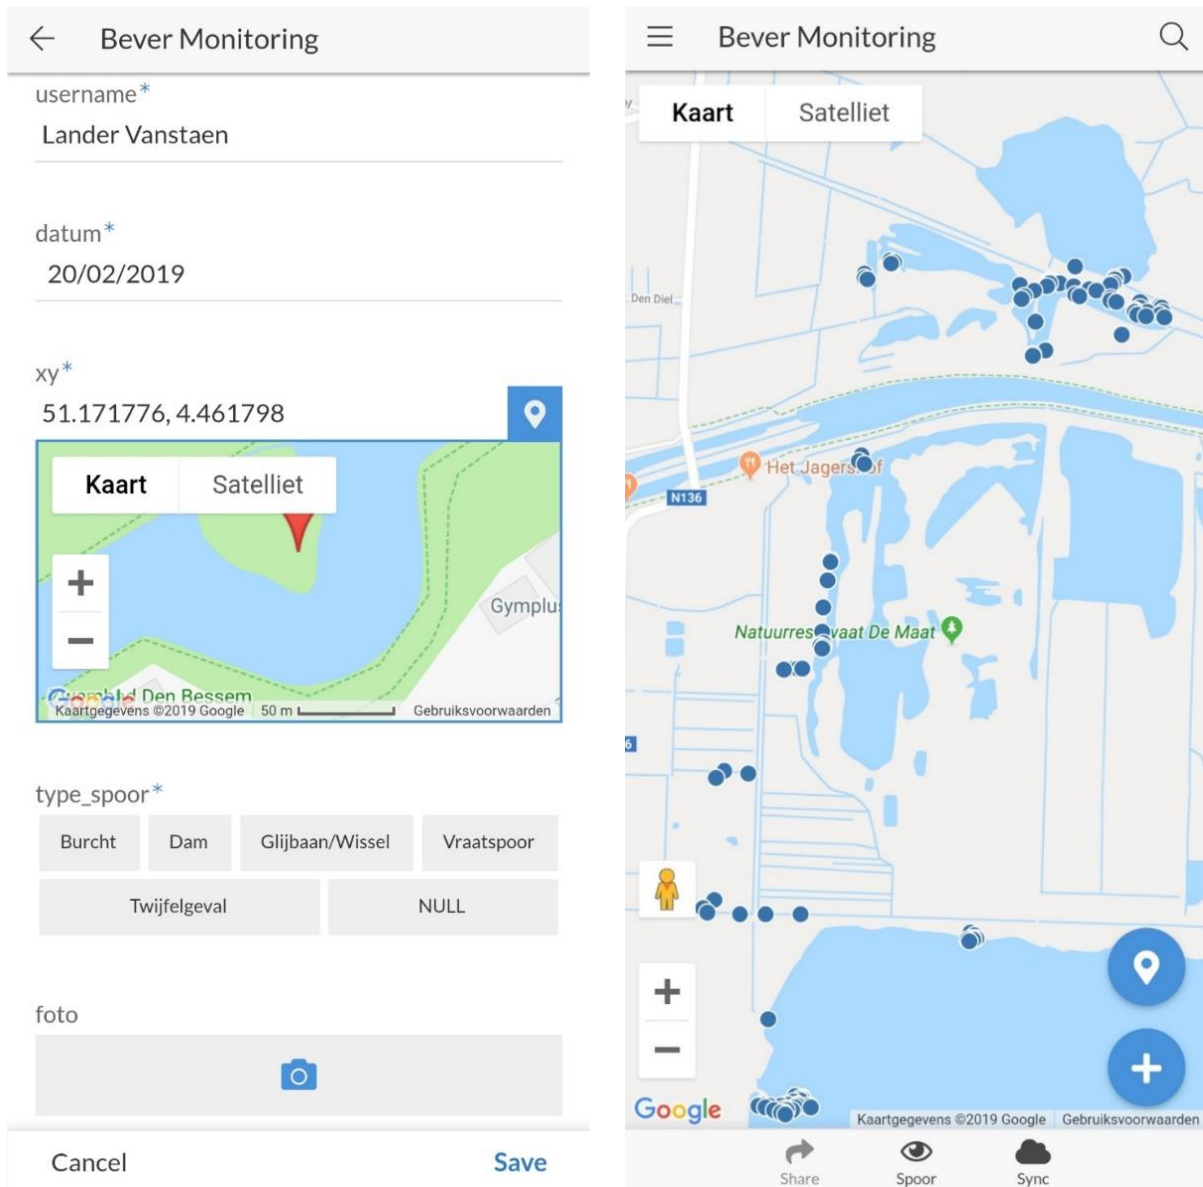 Bever Monitoring
username*
Lander Vanstaen
datum*
20/02/2019
xy*
51.171776, 4.461798
Kaart Satelliet
+
Gymplu
−
Den Bessem
Google
Kaartgegevens ©2019 Google 50 m Gebruiksvoorwaarden
type_spoor*
Burcht Dam Glijbaan/Wissel Vraatspoor
Twijfelgeval NULL
foto
Cancel Save
Bever Monitoring
Kaart Satelliet
Den Diel
Het Jagershof
N136
Natuurreservaat De Maat
6
+
−
Google
Kaartgegevens ©2019 Google Gebruiksvoorwaarden
Share Spoor Sync